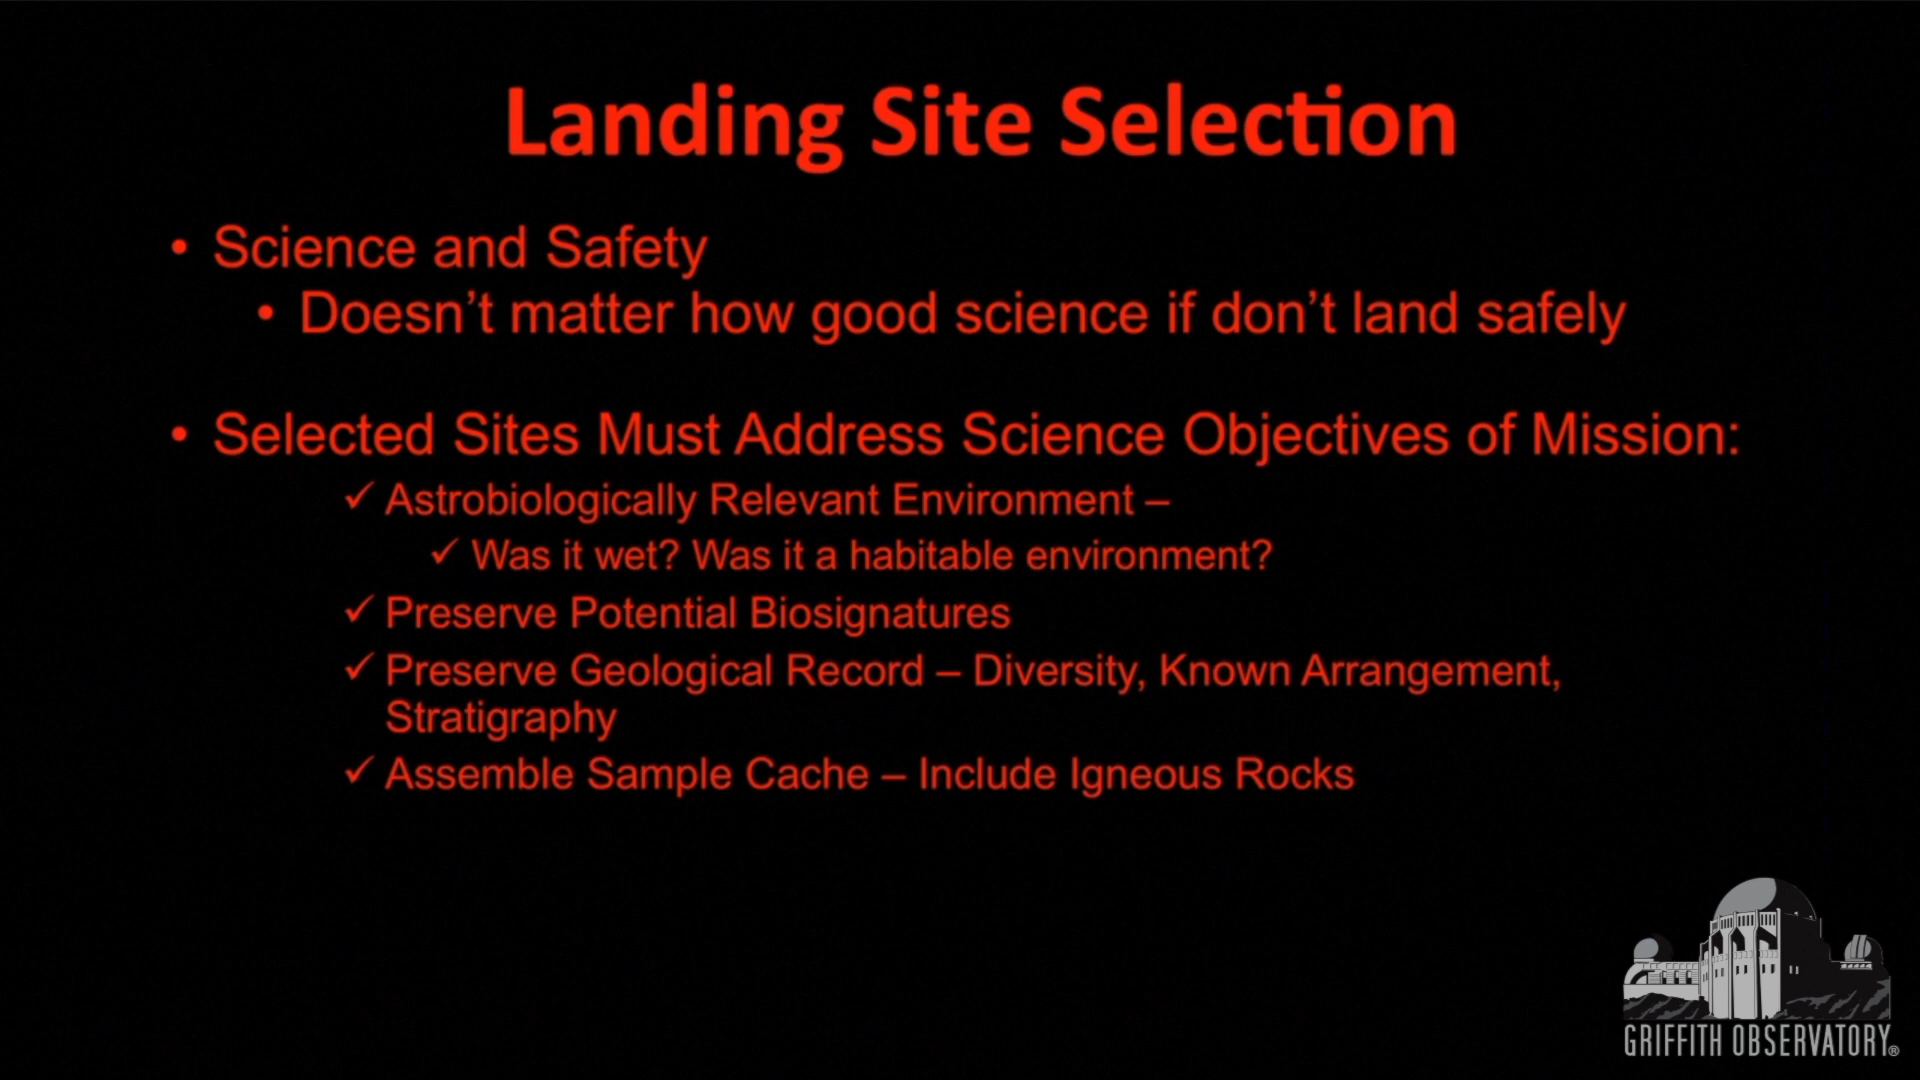 Landing Site Selection
• Science and Safety
• Doesn’t matter how good science if don’t land safely
• Selected Sites Must Address Science Objectives of Mission:
✓ Astrobiologically Relevant Environment –
✓ Was it wet? Was it a habitable environment?
✓ Preserve Potential Biosignatures
✓ Preserve Geological Record – Diversity, Known Arrangement,
Stratigraphy
✓ Assemble Sample Cache – Include Igneous Rocks
GRIFFITH OBSERVATORY®